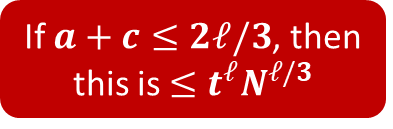 If a + c ≤ 2ℓ/3, then
this is ≤ t^ℓ N^{ℓ/3}